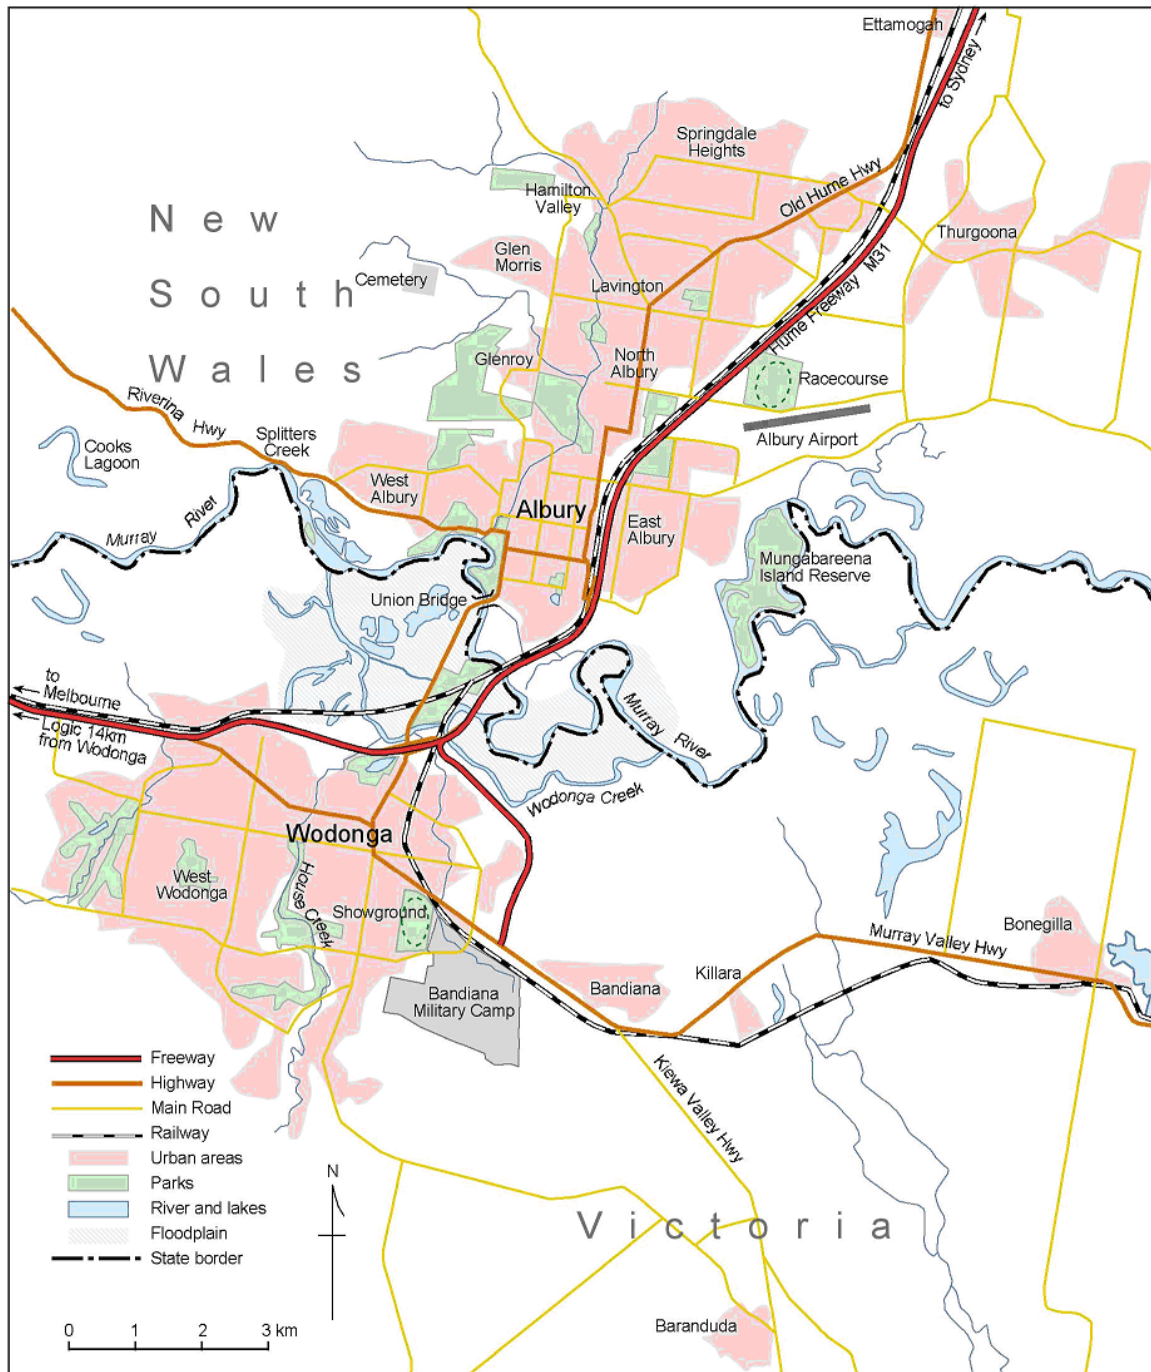 Ettamogah
to Sydney
Springdale
Heights
Hamilton
Valley
Old Hume Hwy
New
South
Wales
Glen
Morris
Cemetery
Thurgoona
Lavington
Hume Freeway M31
Glenroy
North
Albury
Racecourse
Riverina Hwy
Albury Airport
Cooks
Lagoon
Splitters
Creek
West
Albury
Albury
East
Albury
Murray River
Mungabareena
Island Reserve
Union Bridge
to
Melbourne
Logic 14km
from Wodonga
Murray River
Wodonga Creek
Wodonga
West
Wodonga
House Creek
Showground
Bonegilla
Murray Valley Hwy
Killara
Bandiana
Bandiana
Military Camp
Kiewa Valley Hwy
Freeway
Highway
Main Road
Railway
Urban areas
Parks
River and lakes
Floodplain
State border
N
Victoria
Baranduda
0 1 2 3 km